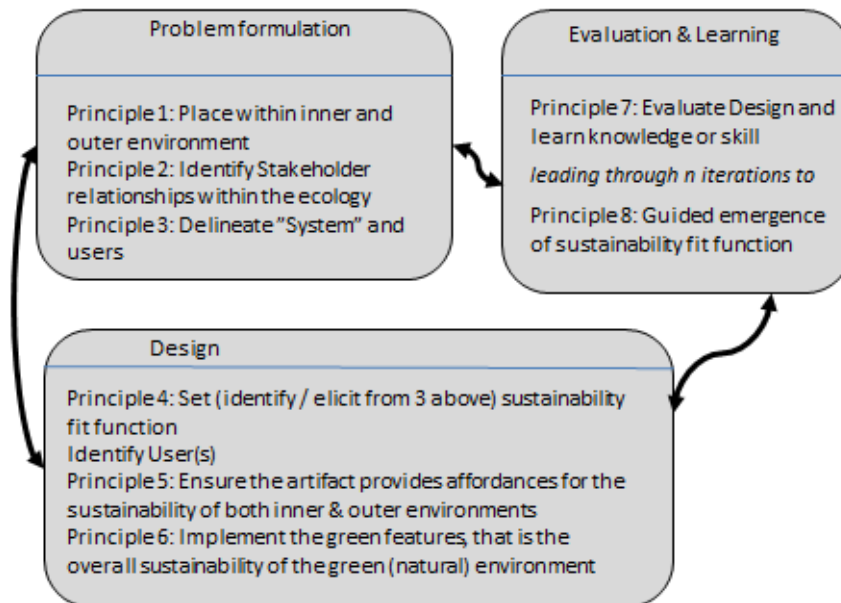 Problem formulation
Principle 1: Place within inner and
outer environment
Principle 2: Identify Stakeholder
relationships within the ecology
Principle 3: Delineate ”System” and
users
Evaluation & Learning
Principle 7: Evaluate Design and
learn knowledge or skill
leading through n iterations to
Principle 8: Guided emergence
of sustainability fit function
Design
Principle 4: Set (identify / elicit from 3 above) sustainability
fit function
Identify User(s)
Principle 5: Ensure the artifact provides affordances for the
sustainability of both inner & outer environments
Principle 6: Implement the green features, that is the
overall sustainability of the green (natural) environment